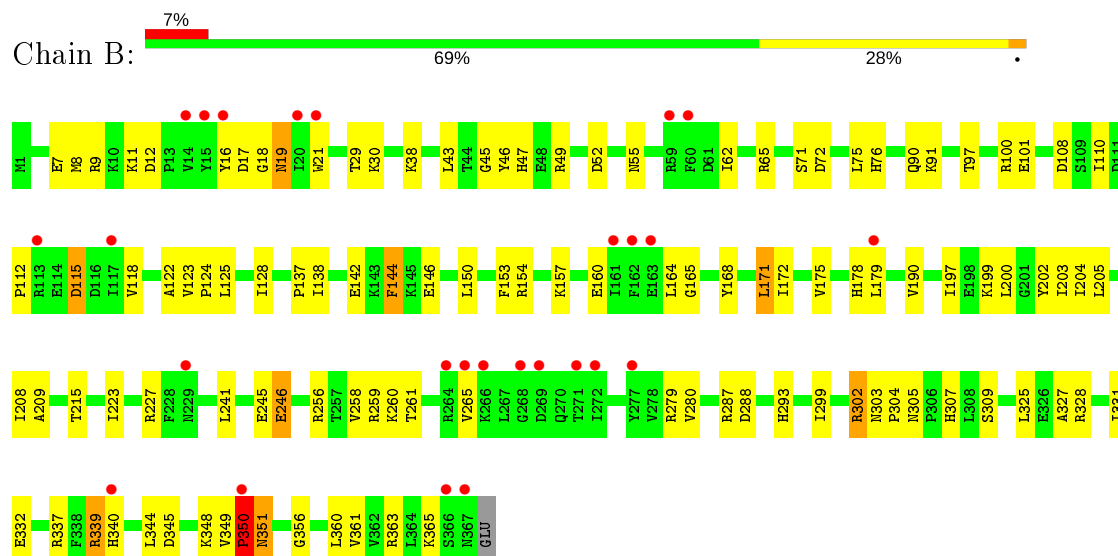 7%
Chain B:
69% 28% •
M1 E7 M8 R9 K10 K11 D12 P13 V14 Y15 Y16 D17 G18 N19 I20 W21 T29 K30 K38 L43 T44 G45 Y46 H47 E48 R49 D52 N55 R59 F60 D61 I62 R65 S71 D72 L75 H76 Q90 K91 T97 R100 E101 D108 S109 I110
P112 R113 E114 D115 D116 I117 V118 A122 V123 P124 L125 I128 P137 I138 E142 K143 F144 K145 E146 L150 F153 R154 K157 E160 I161 F162 E163 L164 G165 Y168 L171 I172 V175 H178 L179 V190 I197 E198 K199 L200 G201 Y202 I203 I204 L205
I208 A209 T215 I223 R227 F228 N229 L241 E245 E246 R256 T257 V258 R259 K260 T261 R264 V265 K266 L267 G268 D269 Q270 T271 I272 Y277 V278 R279 V280 R287 D288 H293 I299 R302 N303 P304 N305 P306 H307 L308 S309 L325 E326 A327 R328
E332 R337 F338 R339 H340 L344 D345 K348 V349 P350 N351 G356 L360 V361 V362 R363 L364 K365 S366 N367 GLU